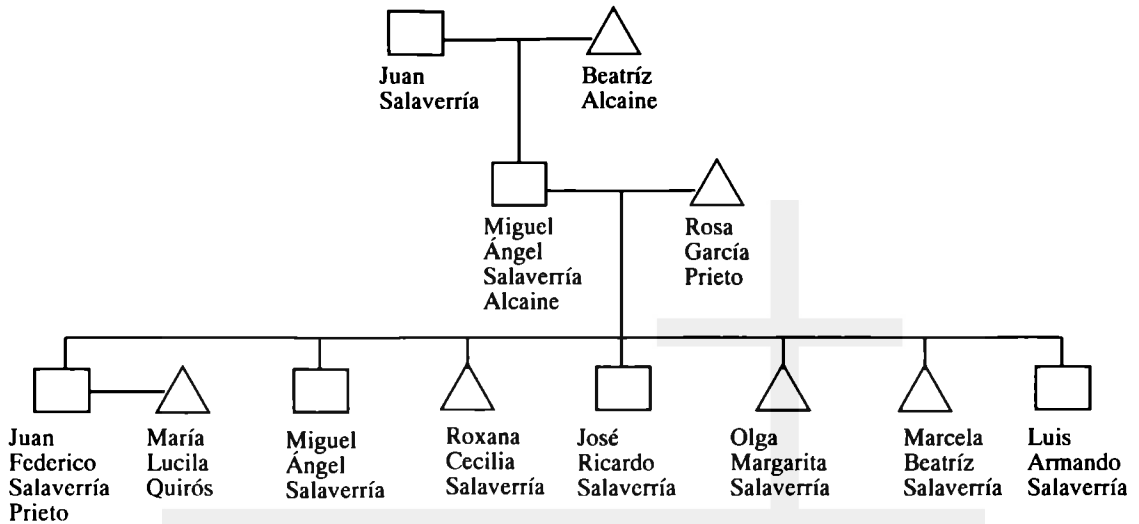 Juan
Salaverría
Beatríz
Alcaine
Miguel
Ángel
Salaverría
Alcaine
Rosa
García
Prieto
Juan
Federico
Salaverría
Prieto
María
Lucila
Quirós
Miguel
Ángel
Salaverría
Roxana
Cecilia
Salaverría
José
Ricardo
Salaverría
Olga
Margarita
Salaverría
Marcela
Beatríz
Salaverría
Luis
Armando
Salaverría